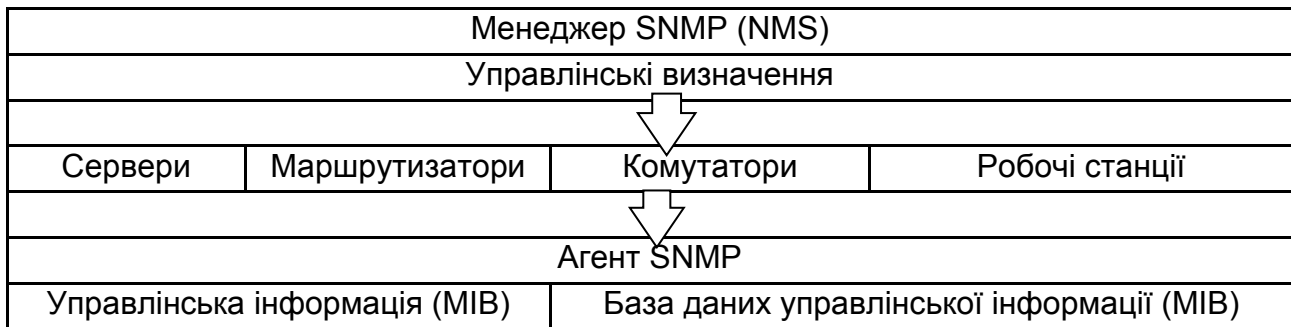 Менеджер SNMP (NMS)
Управлінські визначення
Сервери Маршрутизатори Комутатори Робочі станції
Агент SNMP
Управлінська інформація (MIB) База даних управлінської інформації (MIB)